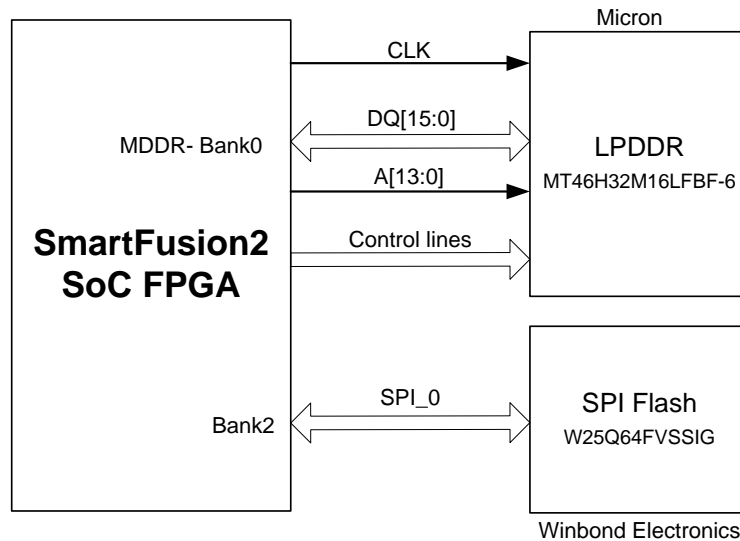 Micron
CLK
DQ[15:0]
MDDR- Bank0
LPDDR
MT46H32M16LFBF-6
A[13:0]
SmartFusion2
SoC FPGA
Control lines
SPI_0
Bank2
SPI Flash
W25Q64FVSSIG
Winbond Electronics